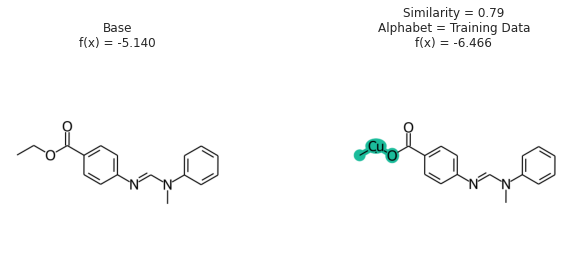 Base
f(x) = -5.140
Similarity = 0.79
Alphabet = Training Data
f(x) = -6.466
O
O
N
N
O
Cu
O
N
N